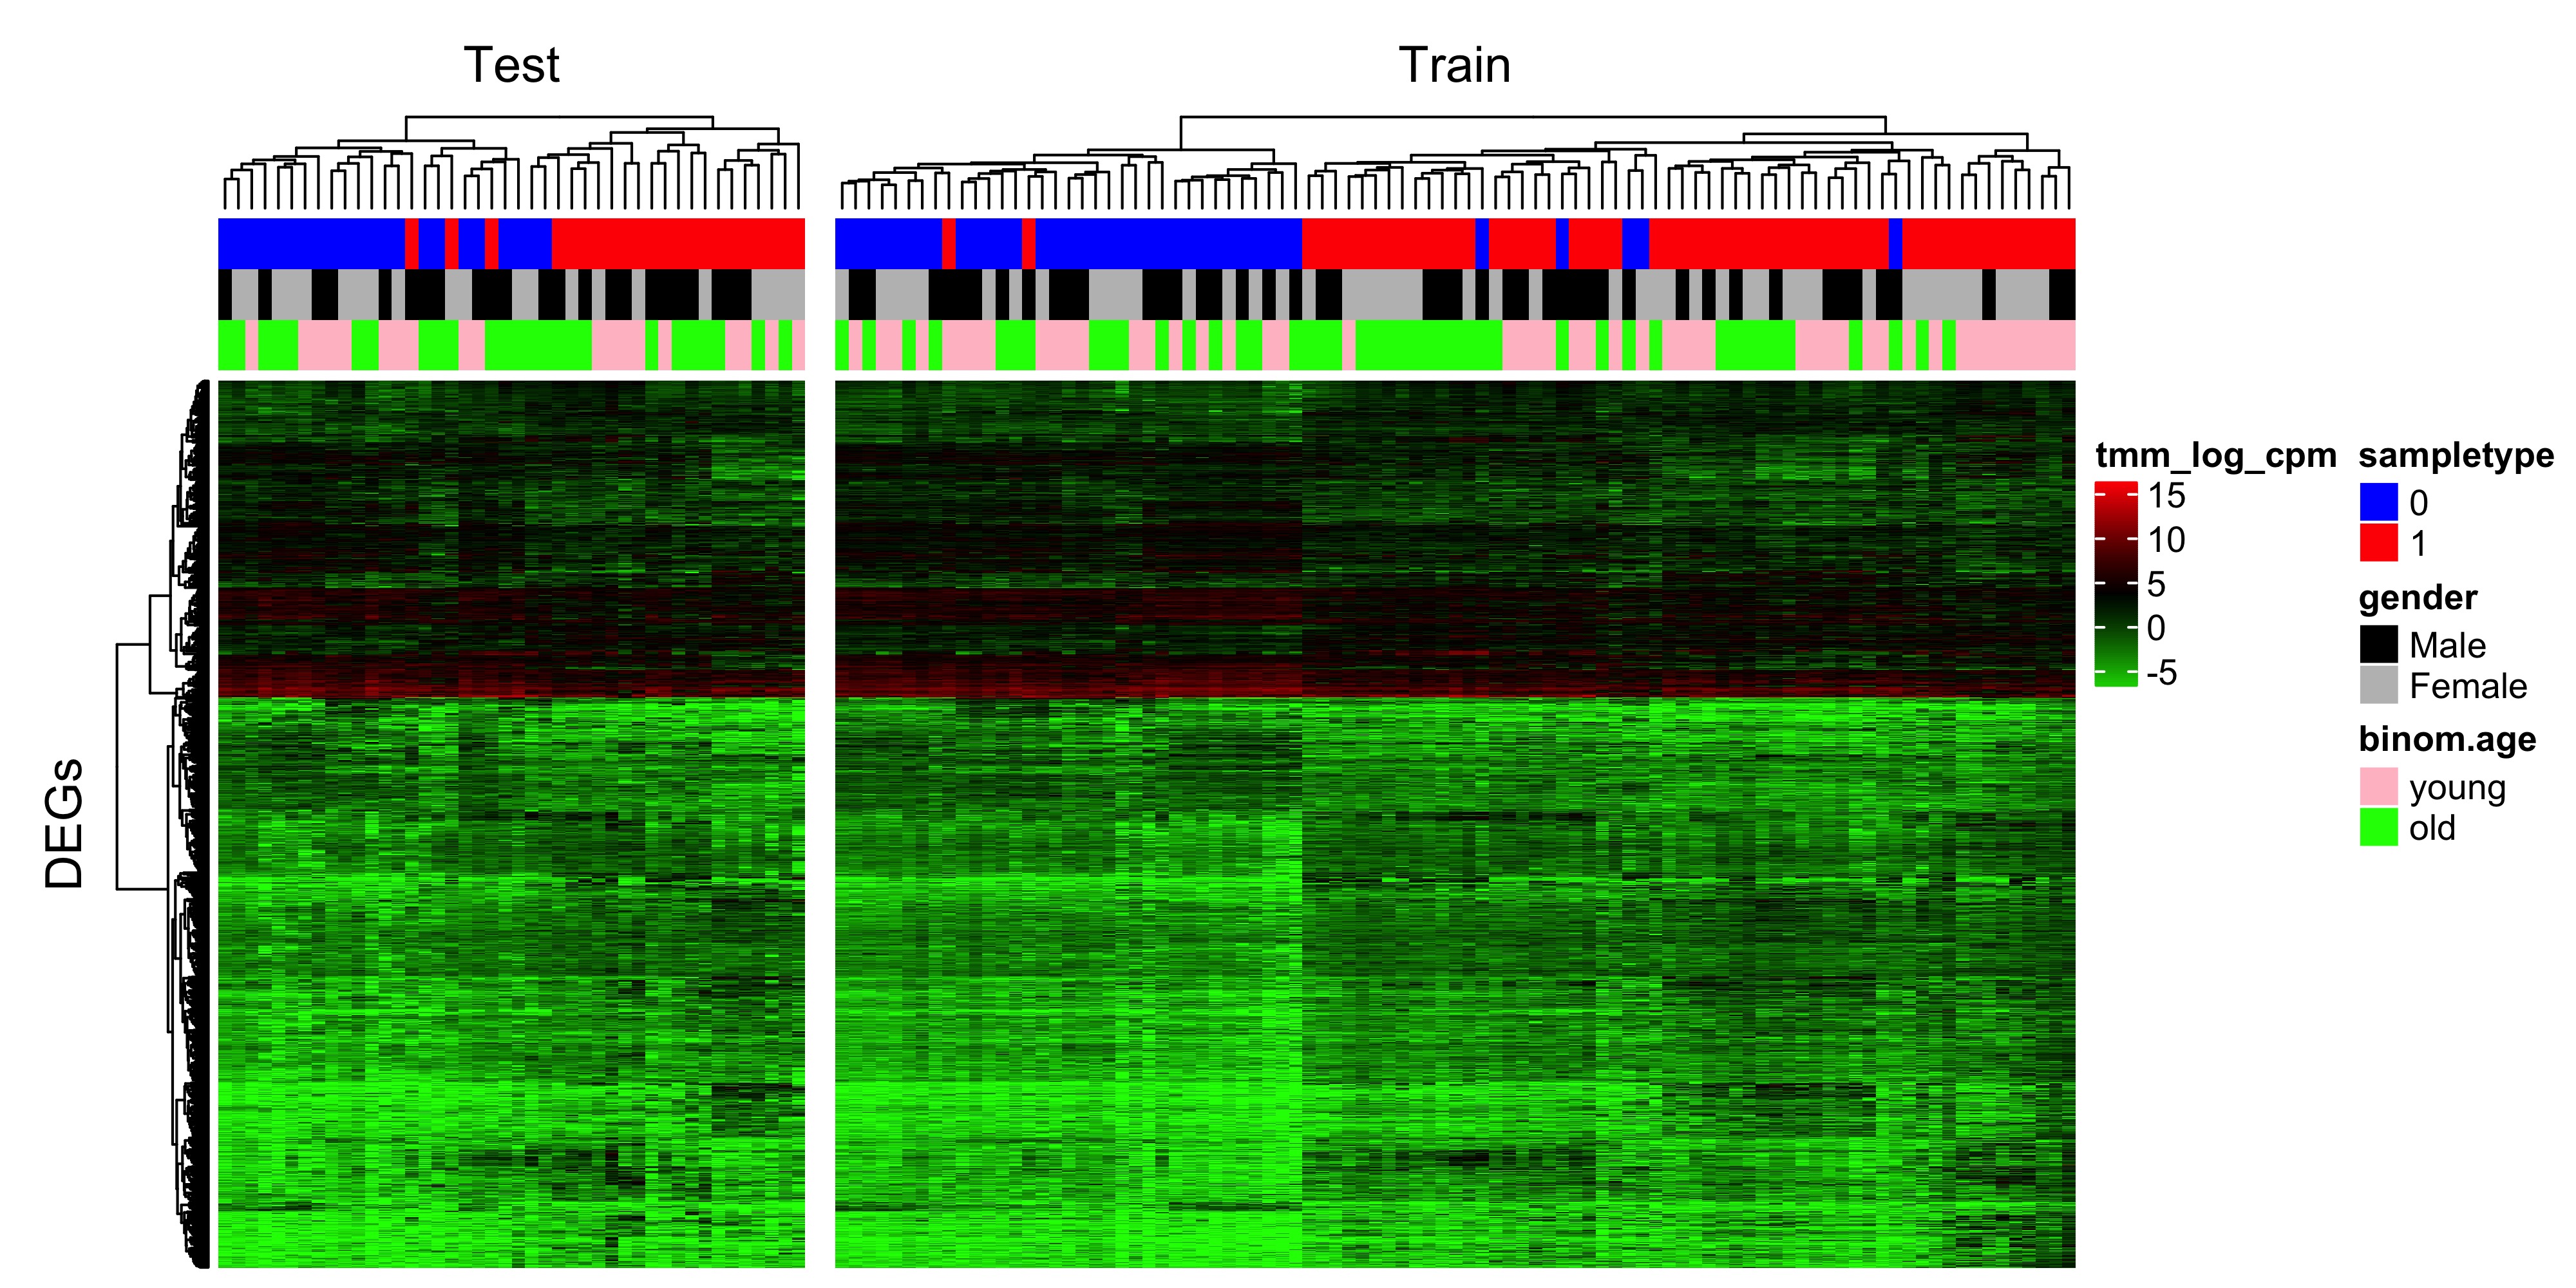 Test
Train
DEGs
tmm_log_cpm
15
10
5
0
-5
sampletype
0
1
gender
Male
Female
binom.age
young
old